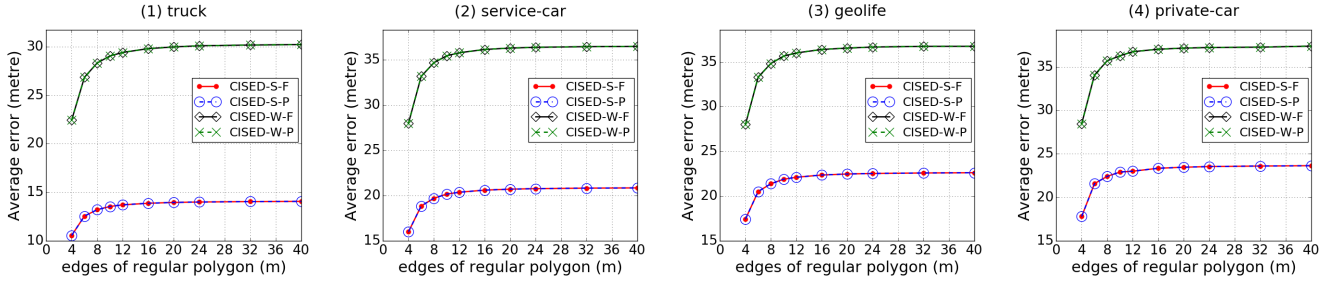 (1) truck
Average error (metre)
30
25
20
15
10
CISED-S-F
CISED-S-P
CISED-W-F
CISED-W-P
0 4 8 12 16 20 24 28 32 36 40
edges of regular polygon (m)
(2) service-car
Average error (metre)
35
30
25
20
15
CISED-S-F
CISED-S-P
CISED-W-F
CISED-W-P
0 4 8 12 16 20 24 28 32 36 40
edges of regular polygon (m)
(3) geolife
Average error (metre)
35
30
25
20
15
CISED-S-F
CISED-S-P
CISED-W-F
CISED-W-P
0 4 8 12 16 20 24 28 32 36 40
edges of regular polygon (m)
(4) private-car
Average error (metre)
35
30
25
20
15
CISED-S-F
CISED-S-P
CISED-W-F
CISED-W-P
0 4 8 12 16 20 24 28 32 36 40
edges of regular polygon (m)